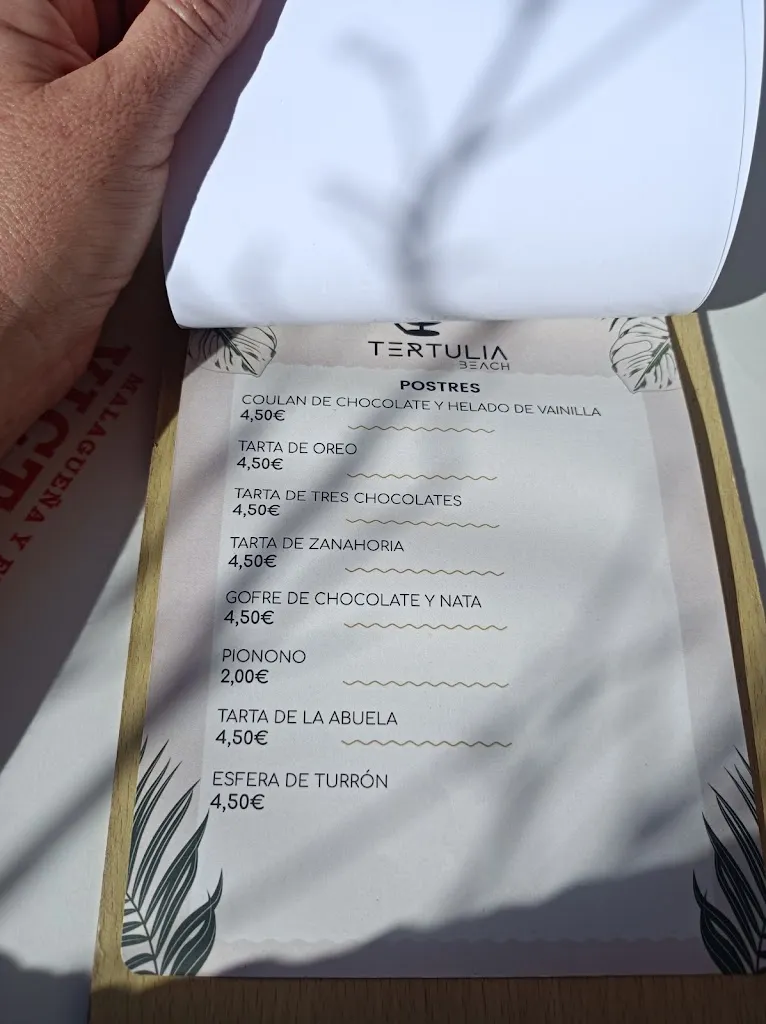 TERTULIA
BEACH
POSTRES
COULAN DE CHOCOLATE Y HELADO DE VAINILLA
4,50€
TARTA DE OREO
4,50€
TARTA DE TRES CHOCOLATES
4,50€
TARTA DE ZANAHORIA
4,50€
GOFRE DE CHOCOLATE Y NATA
4,50€
PIONONO
2,00€
TARTA DE LA ABUELA
4,50€
ESFERA DE TURRÓN
4,50€
MALAGUEÑA Y
VICT